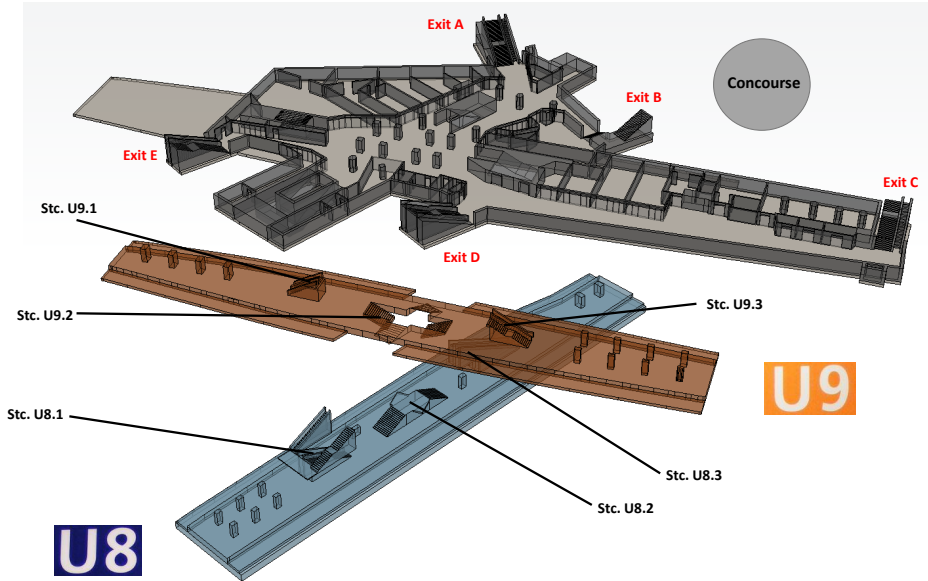 Exit A
Concourse
Exit B
Exit E
Exit C
Stc. U9.1
Exit D
Stc. U9.3
Stc. U9.2
U9
Stc. U8.1
Stc. U8.3
Stc. U8.2
U8